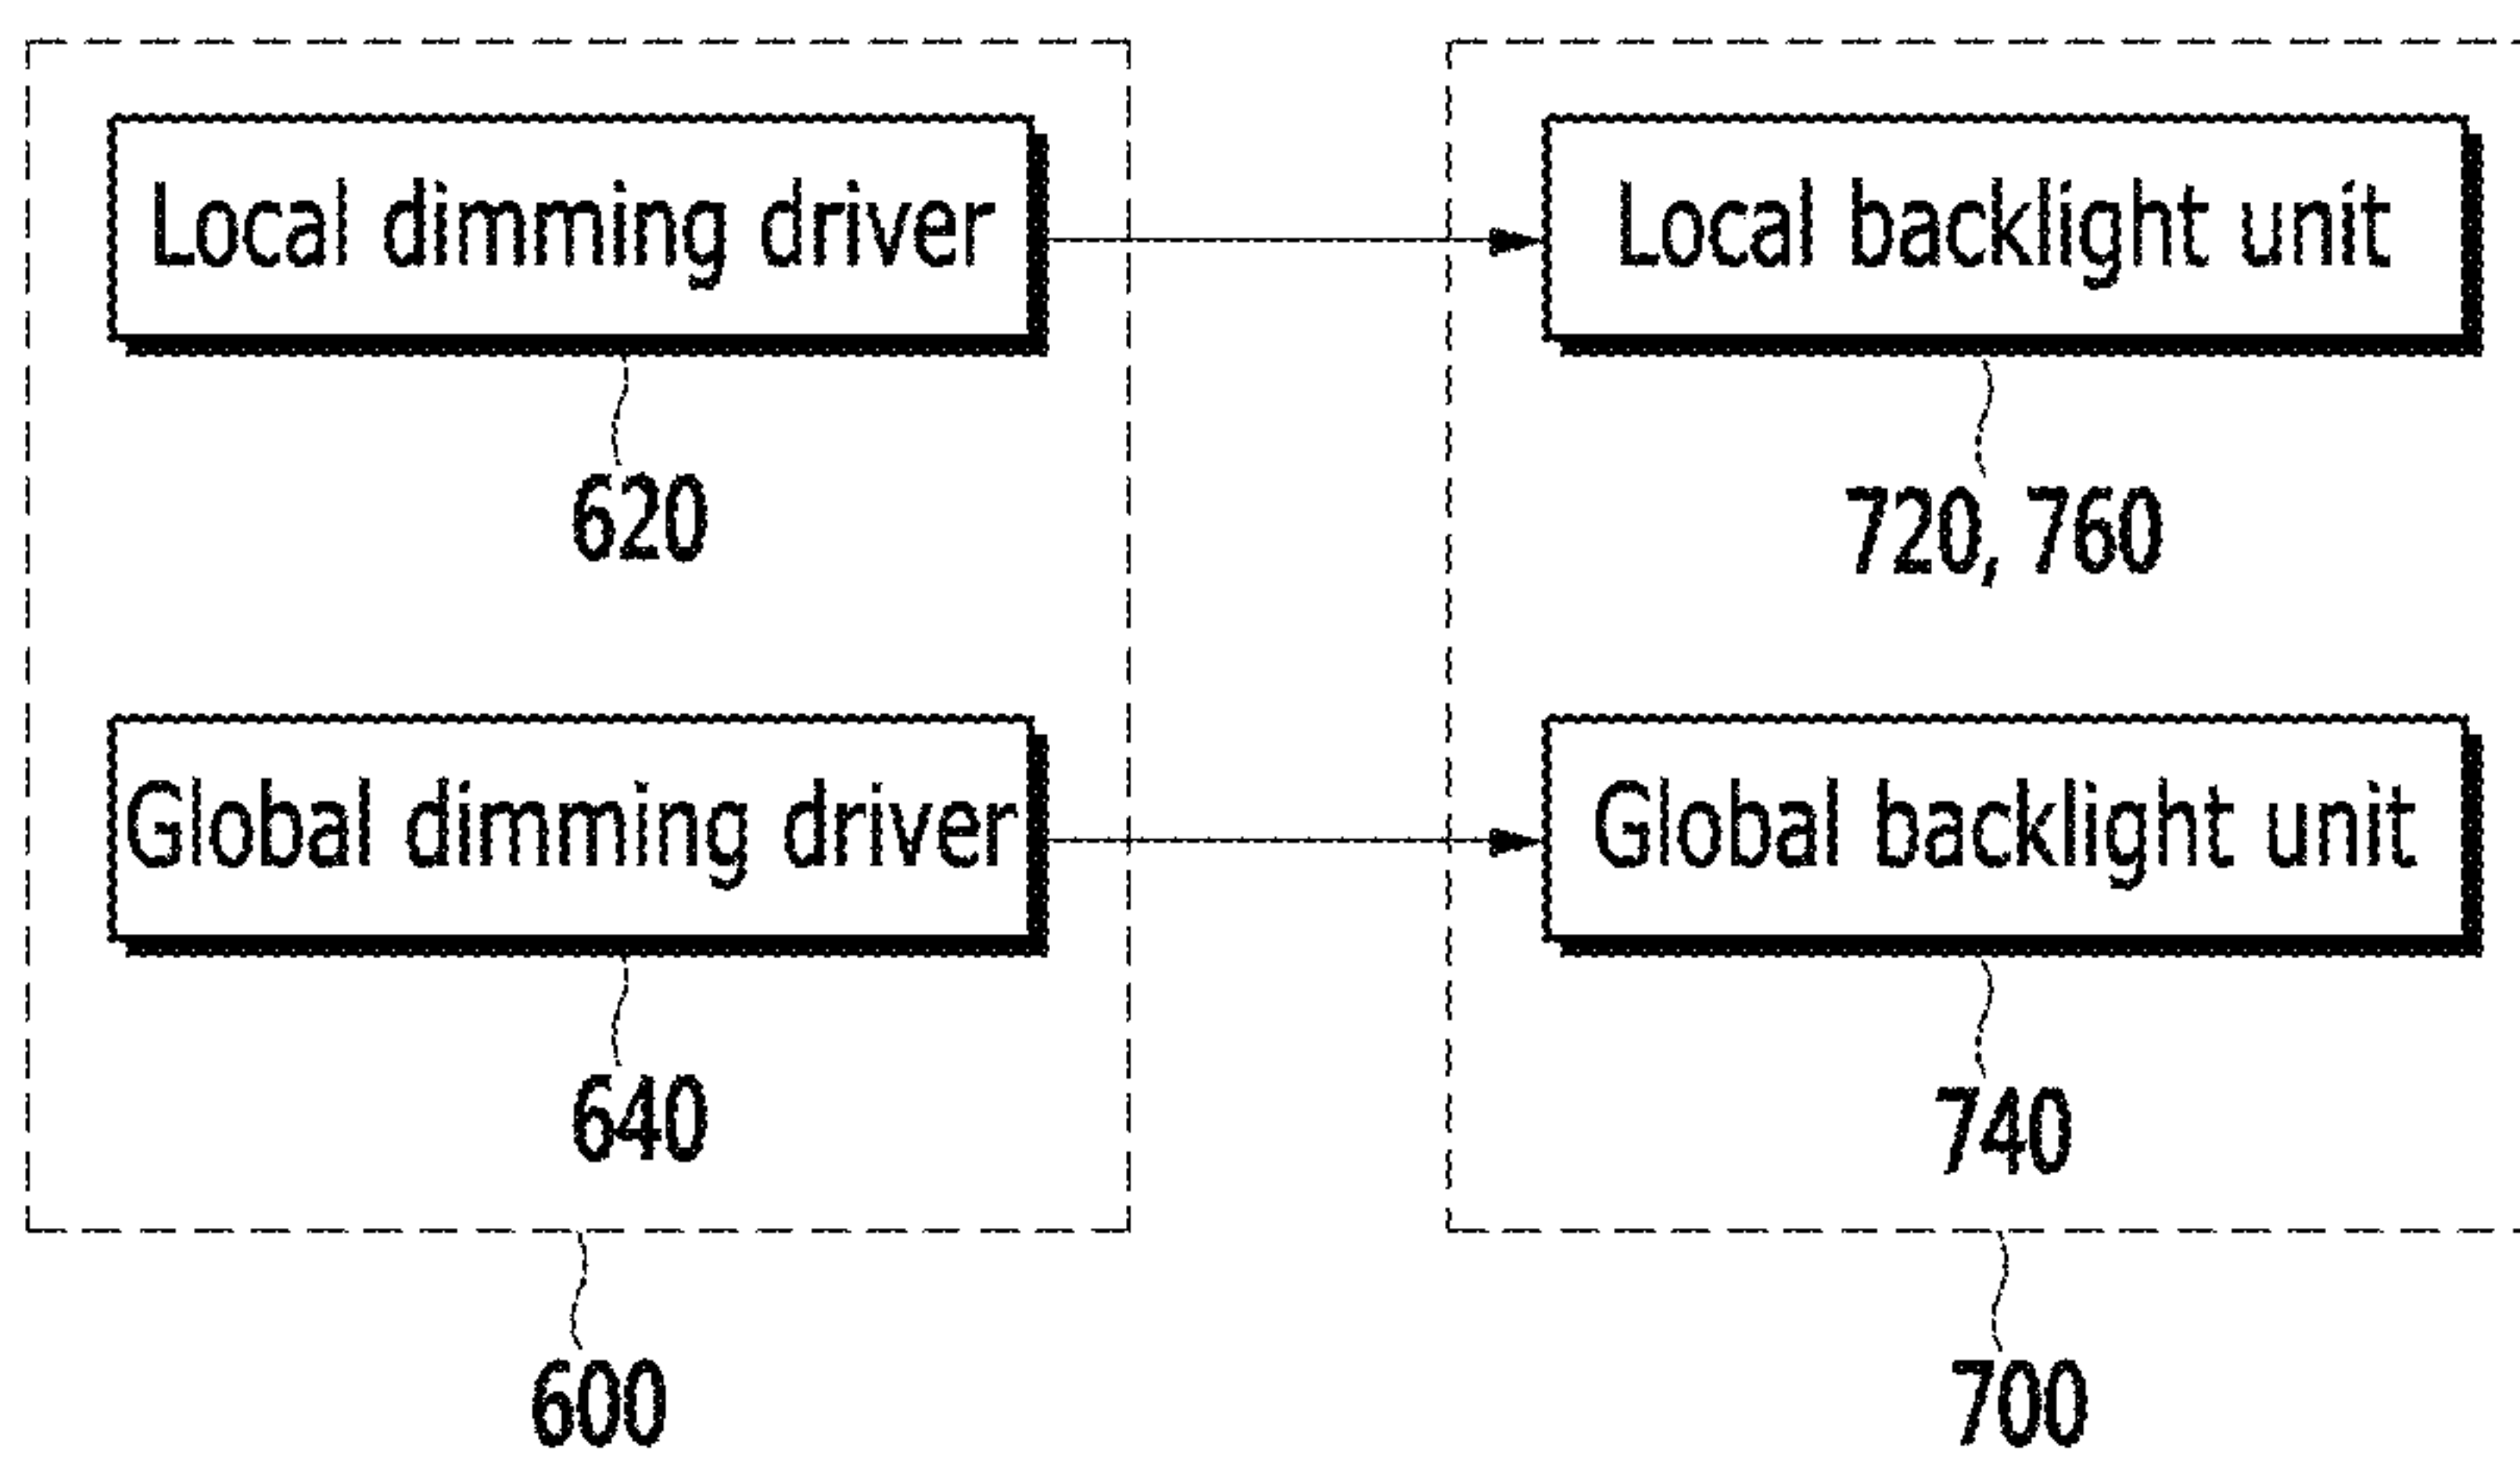 Local dimming driver
Local backlight unit
620
720, 760
Global dimming driver
Global backlight unit
640
740
600
700